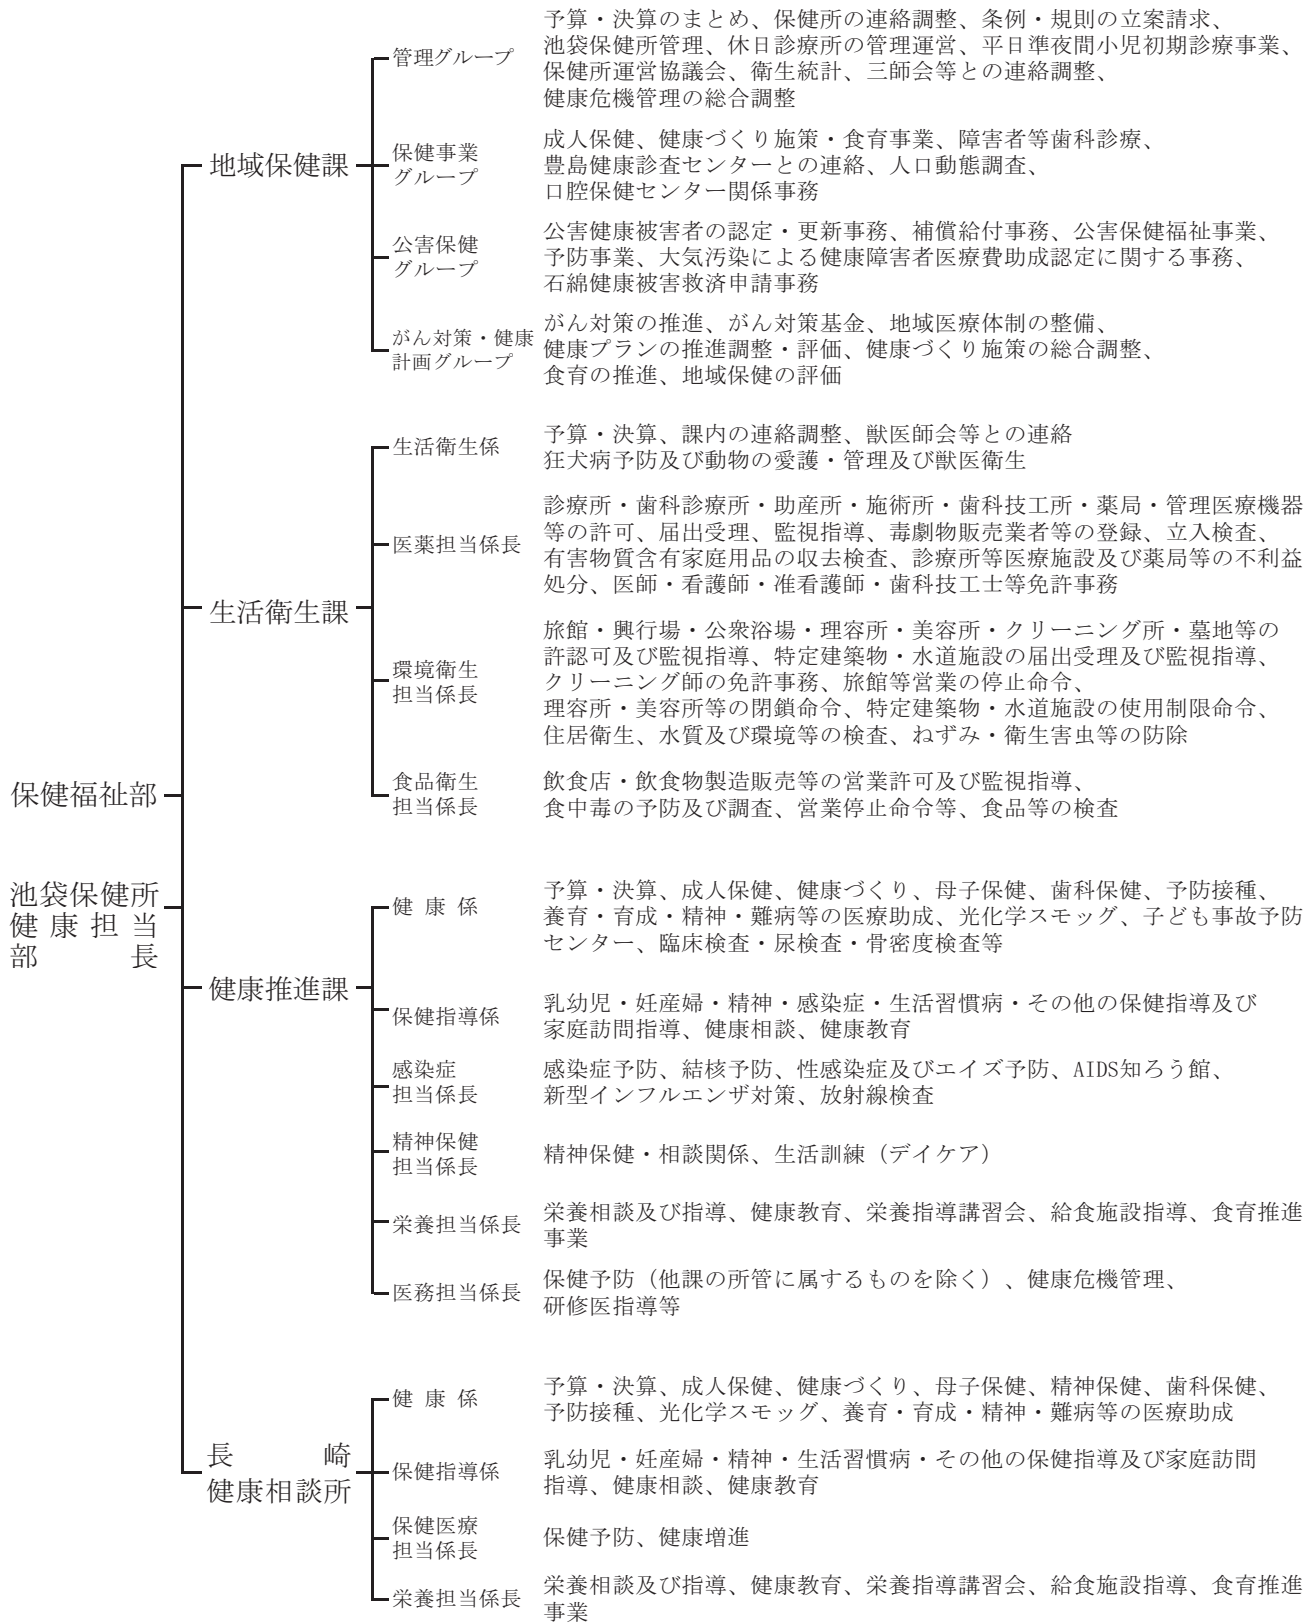 保健福祉部
池袋保健所
健康担当
部長
地域保健課
管理グループ
予算・決算のまとめ、保健所の連絡調整、条例・規則の立案請求、
池袋保健所管理、休日診療所の管理運営、平日準夜間小児初期診療事業、
保健所運営協議会、衛生統計、三師会等との連絡調整、
健康危機管理の総合調整
保健事業
グループ
成人保健、健康づくり施策・食育事業、障害者等歯科診療、
豊島健康診査センターとの連絡、人口動態調査、
口腔保健センター関係事務
公害保健
グループ
公害健康被害者の認定・更新事務、補償給付事務、公害保健福祉事業、
予防事業、大気汚染による健康障害者医療費助成認定に関する事務、
石綿健康被害救済申請事務
がん対策・健康
計画グループ
がん対策の推進、がん対策基金、地域医療体制の整備、
健康プランの推進調整・評価、健康づくり施策の総合調整、
食育の推進、地域保健の評価
生活衛生課
生活衛生係
予算・決算、課内の連絡調整、獣医師会等との連絡
狂犬病予防及び動物の愛護・管理及び獣医衛生
医薬担当係長
診療所・歯科診療所・助産所・施術所・歯科技工所・薬局・管理医療機器
等の許可、届出受理、監視指導、毒劇物販売業者等の登録、立入検査、
有害物質含有家庭用品の収去検査、診療所等医療施設及び薬局等の不利益
処分、医師・看護師・准看護師・歯科技工士等免許事務
環境衛生
担当係長
旅館・興行場・公衆浴場・理容所・美容所・クリーニング所・墓地等の
許認可及び監視指導、特定建築物・水道施設の届出受理及び監視指導、
クリーニング師の免許事務、旅館等営業の停止命令、
理容所・美容所等の閉鎖命令、特定建築物・水道施設の使用制限命令、
住居衛生、水質及び環境等の検査、ねずみ・衛生害虫等の防除
食品衛生
担当係長
飲食店・飲食物製造販売等の営業許可及び監視指導、
食中毒の予防及び調査、営業停止命令等、食品等の検査
健康推進課
健康係
予算・決算、成人保健、健康づくり、母子保健、歯科保健、予防接種、
養育・育成・精神・難病等の医療助成、光化学スモッグ、子ども事故予防
センター、臨床検査・尿検査・骨密度検査等
保健指導係
乳幼児・妊産婦・精神・感染症・生活習慣病・その他の保健指導及び
家庭訪問指導、健康相談、健康教育
感染症
担当係長
感染症予防、結核予防、性感染症及びエイズ予防、AIDS知ろう館、
新型インフルエンザ対策、放射線検査
精神保健
担当係長
精神保健・相談関係、生活訓練（デイケア）
栄養担当係長
栄養相談及び指導、健康教育、栄養指導講習会、給食施設指導、食育推進
事業
医務担当係長
保健予防（他課の所管に属するものを除く）、健康危機管理、
研修医指導等
長崎
健康相談所
健康係
予算・決算、成人保健、健康づくり、母子保健、精神保健、歯科保健、
予防接種、光化学スモッグ、養育・育成・精神・難病等の医療助成
保健指導係
乳幼児・妊産婦・精神・生活習慣病・その他の保健指導及び家庭訪問
指導、健康相談、健康教育
保健医療
担当係長
保健予防、健康増進
栄養担当係長
栄養相談及び指導、健康教育、栄養指導講習会、給食施設指導、食育推進
事業